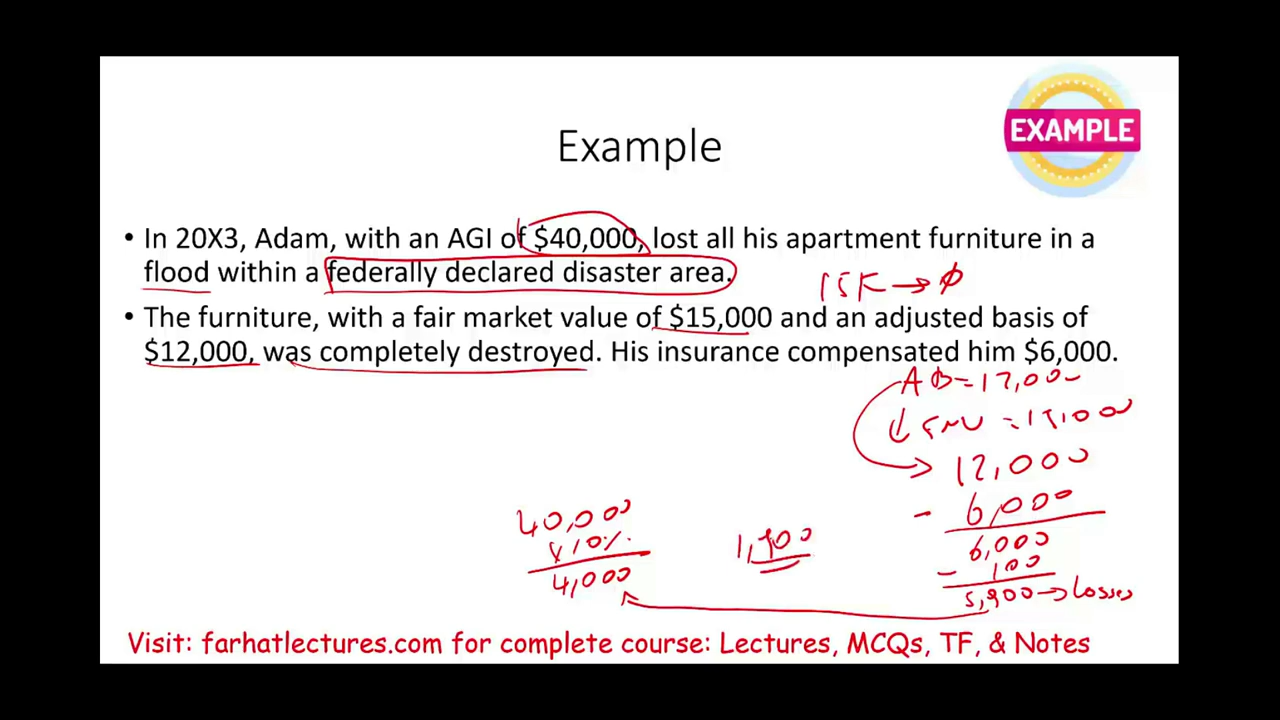 EXAMPLE
Example
• In 20X3, Adam, with an AGI of $40,000, lost all his apartment furniture in a
flood within a federally declared disaster area.
15K → ϕ
• The furniture, with a fair market value of $15,000 and an adjusted basis of
$12,000, was completely destroyed. His insurance compensated him $6,000.
AB = 12,000
↓ FMV = 15,000
12,000
- 6,000
6,000
- 100
5,900 → losses
40,000
x 10%
4,000
1,900
Visit: farhatlectures.com for complete course: Lectures, MCQs, TF, & Notes